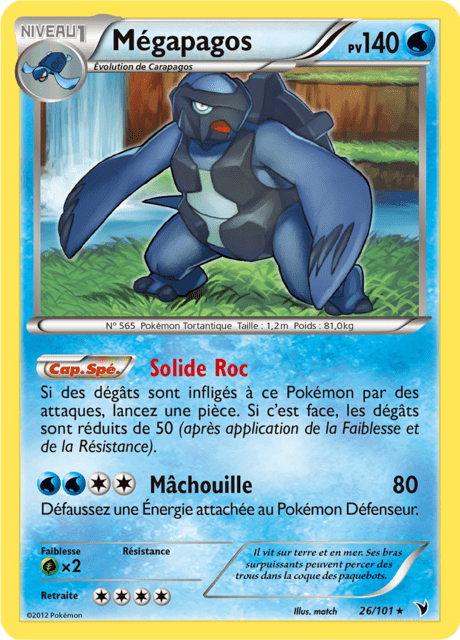 NIVEAU 1
Mégapagos
PV 140
Évolution de Carapagos
N° 565 Pokémon Tortantique Taille : 1,2m Poids : 81,0kg
Cap. Spé. Solide Roc
Si des dégâts sont infligés à ce Pokémon par des
attaques, lancez une pièce. Si c'est face, les dégâts
sont réduits de 50 (après application de la Faiblesse et
de la Résistance).
Mâchouille 80
Défaussez une Énergie attachée au Pokémon Défenseur.
Faiblesse Résistance
×2
Il vit sur terre et en mer. Ses bras
surpuissants peuvent percer des
trous dans la coque des paquebots.
Retraite
©2012 Pokémon
Illus. match 26/101 ★